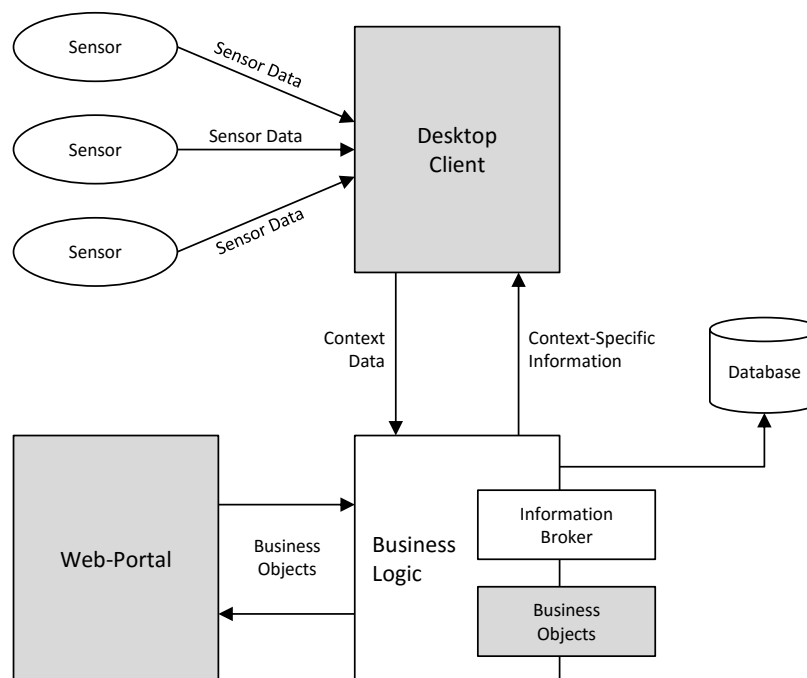 Sensor
Sensor Data
Desktop
Client
Sensor
Sensor Data
Sensor
Sensor Data
Context
Data
Context-Specific
Information
Database
Web-Portal
Business
Objects
Business
Logic
Information
Broker
Business
Objects